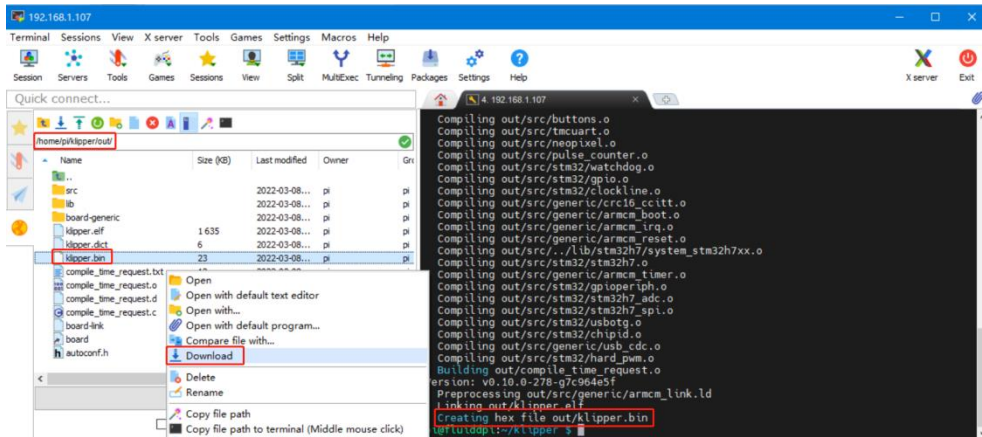 192.168.1.107
Terminal Sessions View X server Tools Games Settings Macros Help
Session Servers Tools Games Sessions View Split MultiExec Tunneling Packages Settings Help X server Exit
Quick connect...
4. 192.168.1.107
/home/pi/klipper/out/
Name Size (KB) Last modified Owner Gro
..
src 2022-03-08... pi pi
lib 2022-03-08... pi pi
board-generic 2022-03-08... pi pi
klipper.elf 1 635 2022-03-08... pi pi
klipper.dict 6 2022-03-08... pi pi
klipper.bin 23 2022-03-08... pi pi
compile_time_request.txt
compile_time_request.o
compile_time_request.d
compile_time_request.c
board-link
board
autoconf.h
Open
Open with default text editor
Open with...
Open with default program...
Compare file with...
Download
Delete
Rename
Copy file path
Copy file path to terminal (Middle mouse click)
Compiling out/src/buttons.o
Compiling out/src/tmcuart.o
Compiling out/src/neopixel.o
Compiling out/src/pulse_counter.o
Compiling out/src/stm32/watchdog.o
Compiling out/src/stm32/gpio.o
Compiling out/src/stm32/clockline.o
Compiling out/src/generic/crc16_ccitt.o
Compiling out/src/generic/armcm_boot.o
Compiling out/src/generic/armcm_irq.o
Compiling out/src/generic/armcm_reset.o
Compiling out/src/../lib/stm32h7/system_stm32h7xx.o
Compiling out/src/stm32/stm32h7.o
Compiling out/src/generic/armcm_timer.o
Compiling out/src/stm32/gpioperiph.o
Compiling out/src/stm32/stm32h7_adc.o
Compiling out/src/stm32/stm32h7_spi.o
Compiling out/src/stm32/usbotg.o
Compiling out/src/stm32/chipid.o
Compiling out/src/generic/usb_cdc.o
Compiling out/src/stm32/hard_pwm.o
Building out/compile_time_request.o
ersion: v0.10.0-278-g7c964e5f
Preprocessing out/src/generic/armcm_link.ld
Linking out/klipper.elf
Creating hex file out/klipper.bin
i@fluiddpi:~/klipper $